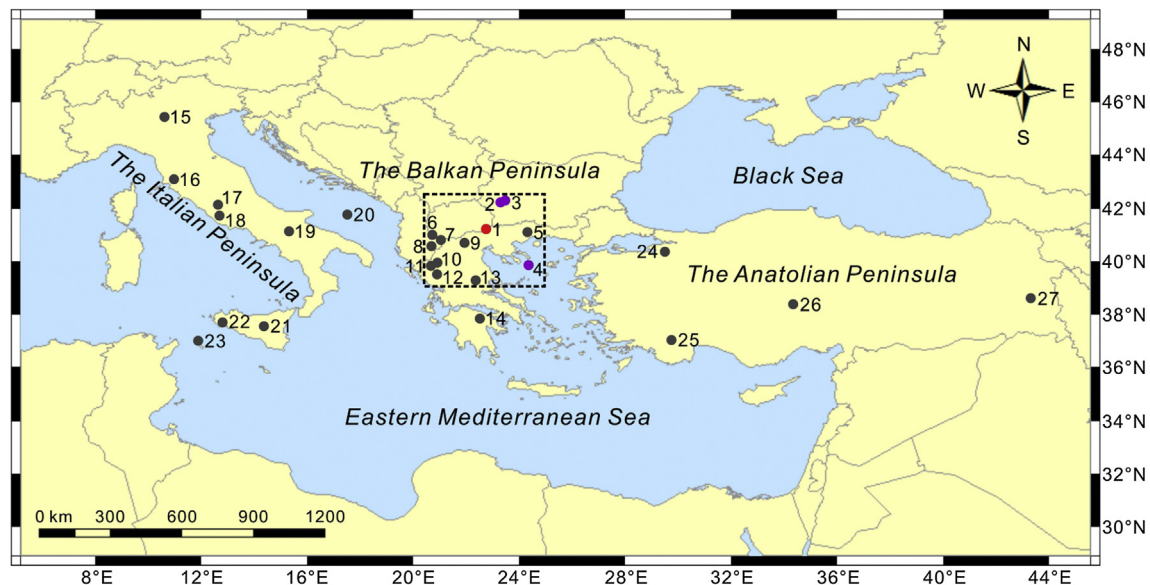 48°N
N
W E
S
46°N
15
44°N
The Italian Peninsula
The Balkan Peninsula
Black Sea
16
17
2 3
42°N
18
20
6
1
5
19
7
8
9
24
10
40°N
11
4
The Anatolian Peninsula
12
13
27
26
38°N
22
21
14
23
25
36°N
Eastern Mediterranean Sea
34°N
32°N
0 km 300 600 900 1200
30°N
8°E 12°E 16°E 20°E 24°E 28°E 32°E 36°E 40°E 44°E